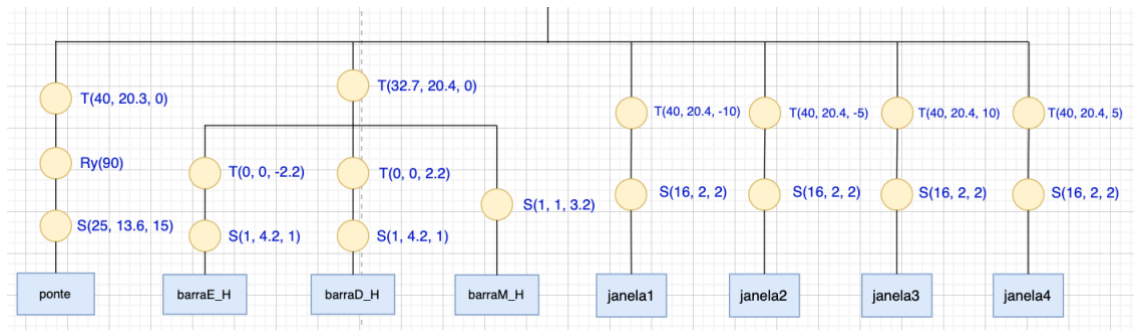 T(32.7, 20.4, 0)
T(40, 20.3, 0)
T(40, 20.4, -10)
T(40, 20.4, -5)
T(40, 20.4, 10)
T(40, 20.4, 5)
Ry(90)
T(0, 0, -2.2)
T(0, 0, 2.2)
S(16, 2, 2)
S(16, 2, 2)
S(16, 2, 2)
S(16, 2, 2)
S(1, 1, 3.2)
S(25, 13.6, 15)
S(1, 4.2, 1)
S(1, 4.2, 1)
ponte
barraE_H
barraD_H
barraM_H
janela1
janela2
janela3
janela4